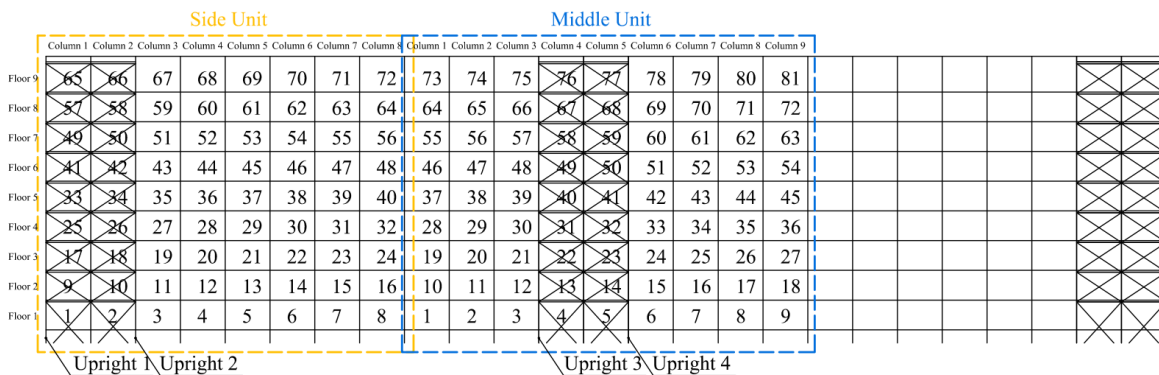 Side Unit Middle Unit
Column 1 Column 2 Column 3 Column 4 Column 5 Column 6 Column 7 Column 8 Column 1 Column 2 Column 3 Column 4 Column 5 Column 6 Column 7 Column 8 Column 9
Floor 9 65 66 67 68 69 70 71 72 73 74 75 76 77 78 79 80 81
Floor 8 57 58 59 60 61 62 63 64 64 65 66 67 68 69 70 71 72
Floor 7 49 50 51 52 53 54 55 56 55 56 57 58 59 60 61 62 63
Floor 6 41 42 43 44 45 46 47 48 46 47 48 49 50 51 52 53 54
Floor 5 33 34 35 36 37 38 39 40 37 38 39 40 41 42 43 44 45
Floor 4 25 26 27 28 29 30 31 32 28 29 30 31 32 33 34 35 36
Floor 3 17 18 19 20 21 22 23 24 19 20 21 22 23 24 25 26 27
Floor 2 9 10 11 12 13 14 15 16 10 11 12 13 14 15 16 17 18
Floor 1 1 2 3 4 5 6 7 8 1 2 3 4 5 6 7 8 9
Upright 1 Upright 2 Upright 3 Upright 4